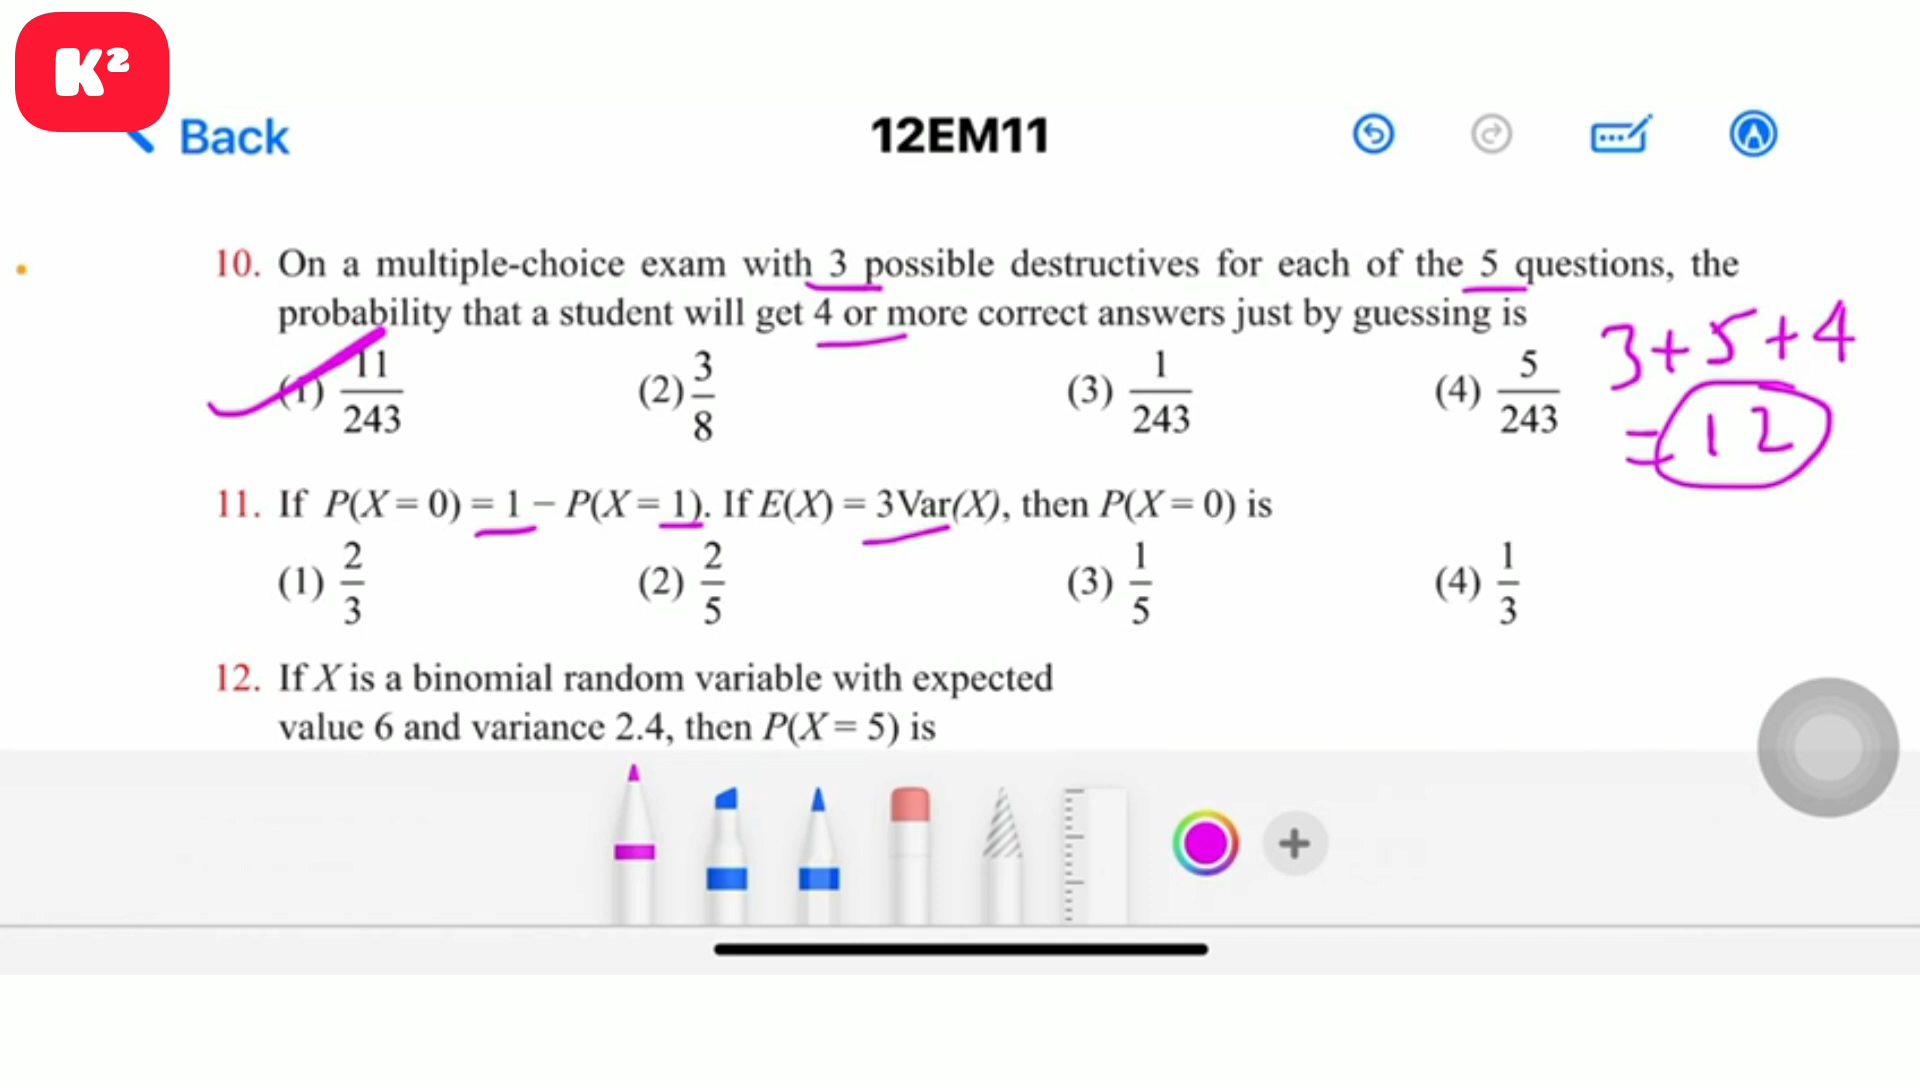 K²
Back
12EM11
10. On a multiple-choice exam with 3 possible destructives for each of the 5 questions, the
probability that a student will get 4 or more correct answers just by guessing is
(1) 11/243 (2) 3/8 (3) 1/243 (4) 5/243
3+5+4
=12
11. If P(X = 0) = 1 − P(X = 1). If E(X) = 3Var(X), then P(X = 0) is
(1) 2/3 (2) 2/5 (3) 1/5 (4) 1/3
12. If X is a binomial random variable with expected
value 6 and variance 2.4, then P(X = 5) is